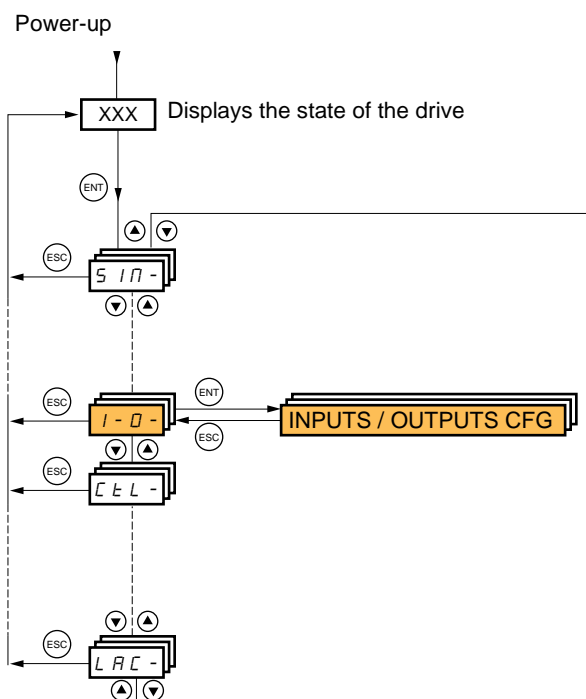 Power-up
XXX Displays the state of the drive
ENT
ESC
SIM-
ESC
ENT
I-O-
INPUTS / OUTPUTS CFG
ESC
ESC
CtL-
ESC
LAC-